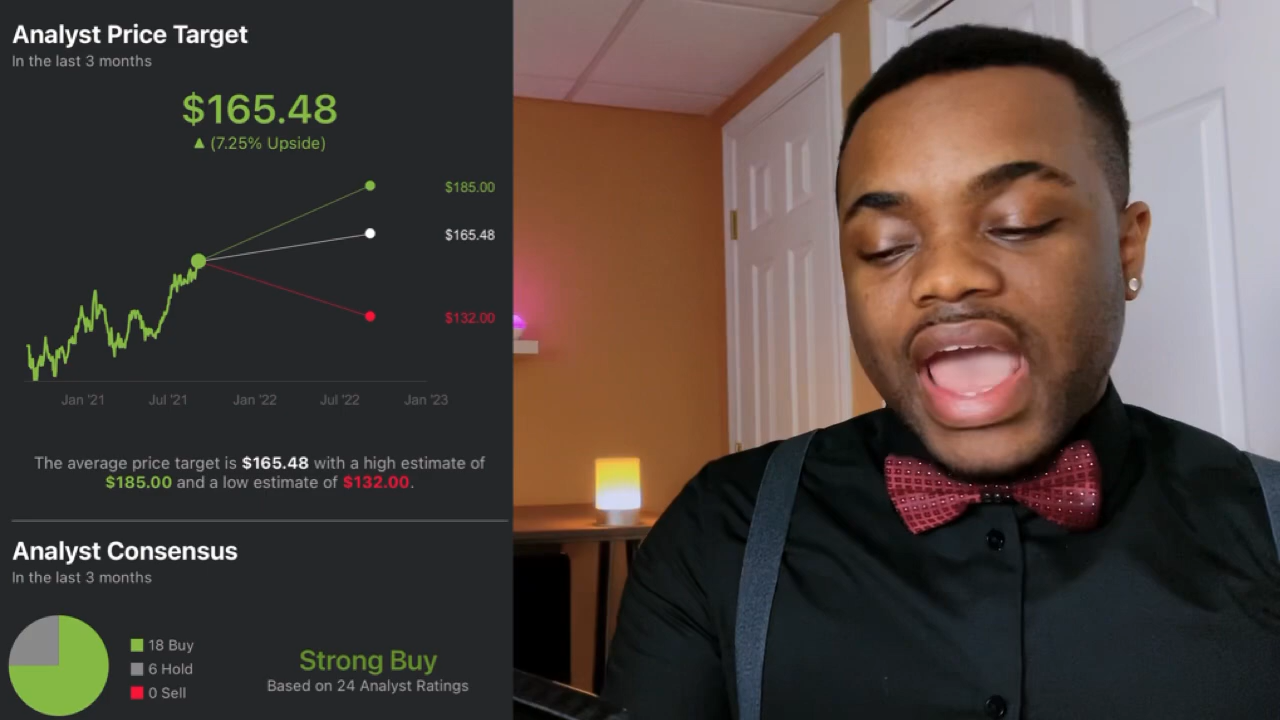 Analyst Price Target
In the last 3 months
$165.48
▲ (7.25% Upside)
$185.00
$165.48
$132.00
Jan '21 Jul '21 Jan '22 Jul '22 Jan '23
The average price target is $165.48 with a high estimate of
$185.00 and a low estimate of $132.00.
Analyst Consensus
In the last 3 months
18 Buy
6 Hold
0 Sell
Strong Buy
Based on 24 Analyst Ratings